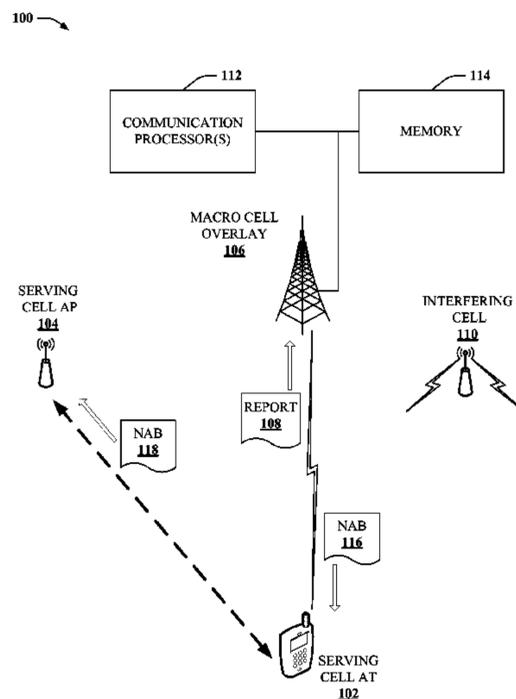 100
112
114
COMMUNICATION
PROCESSOR(S)
MEMORY
MACRO CELL
OVERLAY
106
SERVING
CELL AP
104
INTERFERING
CELL
110
REPORT
108
NAB
118
NAB
116
SERVING
CELL AT
102